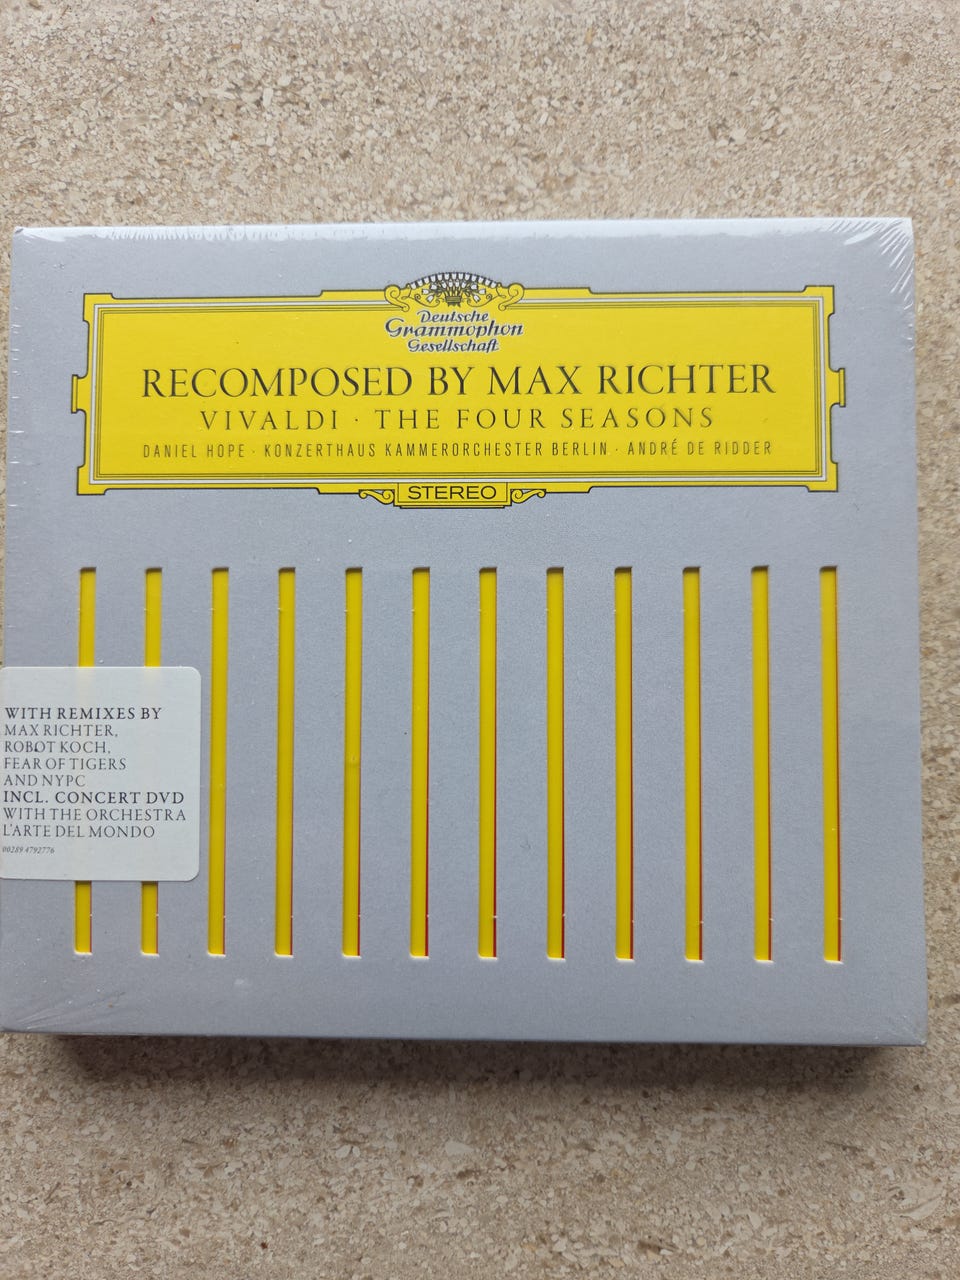 Deutsche
Grammophon
Gesellschaft
RECOMPOSED BY MAX RICHTER
VIVALDI · THE FOUR SEASONS
DANIEL HOPE · KONZERTHAUS KAMMERORCHESTER BERLIN · ANDRÉ DE RIDDER
STEREO
WITH REMIXES BY
MAX RICHTER,
ROBOT KOCH,
FEAR OF TIGERS
AND NYPC
INCL. CONCERT DVD
WITH THE ORCHESTRA
L'ARTE DEL MONDO
00289 4792776